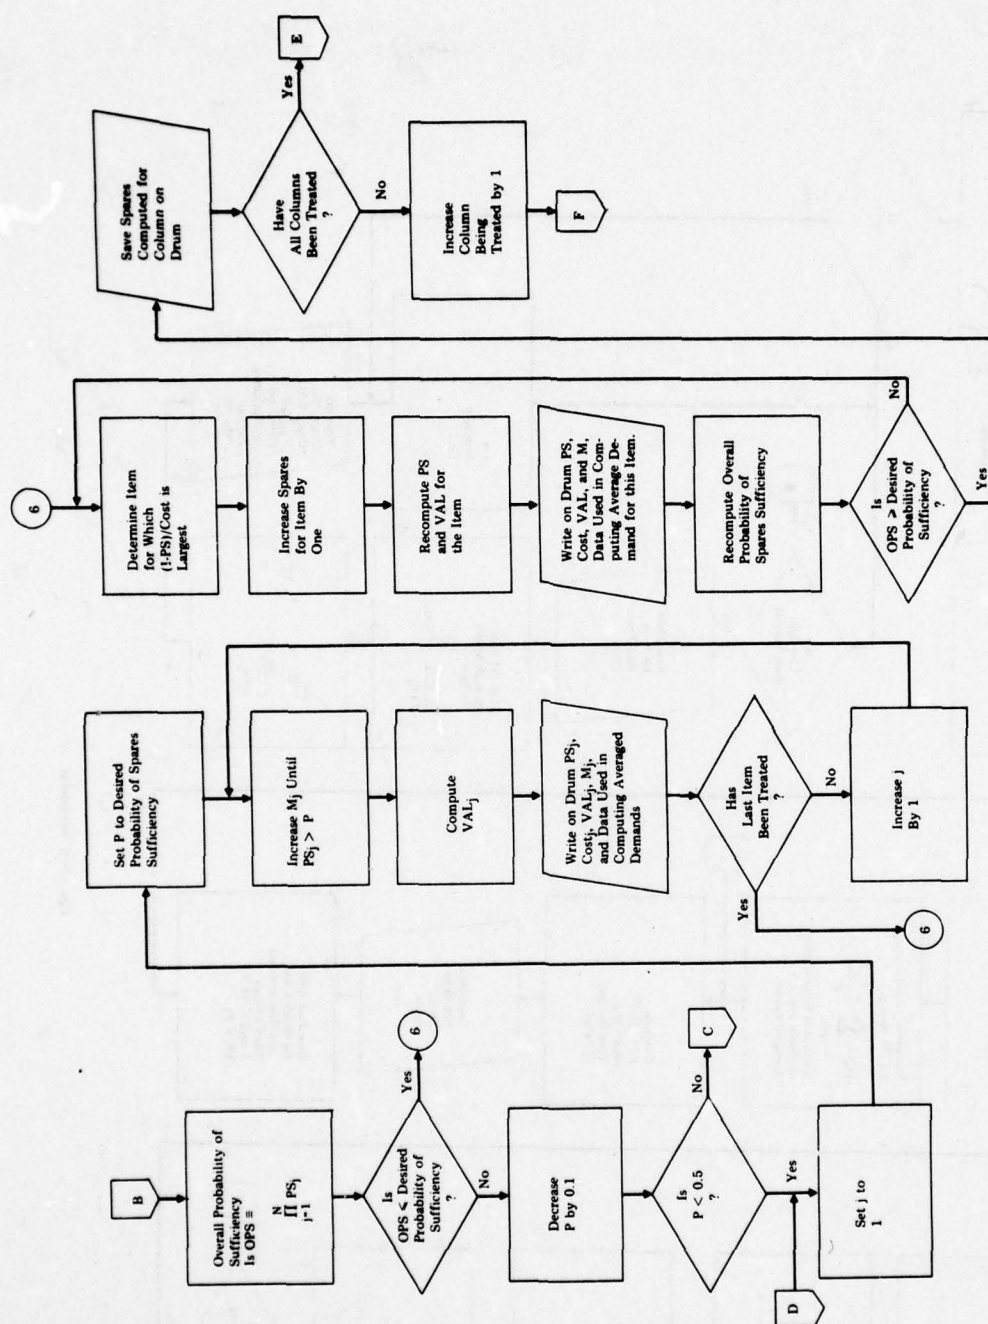 B
Overall Probability of
Sufficiency
Is OPS ≡
N
∏ PSj
j=1
Is
OPS ⩽ Desired
Probability of
Sufficiency
?
Yes
6
No
Decrease
P by 0.1
Is
P < 0.5
?
No
C
Yes
D
Set j to
1
Set P to Desired
Probability of Spares
Sufficiency
Increase Mj Until
PSj > P
Compute
VALj
Write on Drum PSj,
Costj, VALj, Mj,
and Data Used in
Computing Averaged
Demands
Has
Last Item
Been Treated
?
Yes
6
No
Increase j
By 1
6
Determine Item
for Which
(1-PS)/Cost is
Largest
Increase Spares
for Item By
One
Recompute PS
and VAL for
the Item
Write on Drum PS,
Cost, VAL, and M,
Data Used in Com-
puting Average De-
mand for this Item.
Recompute Overall
Probability of
Spares Sufficiency
Is
OPS ⩾ Desired
Probability of
Sufficiency
?
No
Yes
Save Spares
Computed for
Column on
Drum
Have
All Columns
Been Treated
?
Yes
E
No
Increase
Column
Being
Treated by 1
F